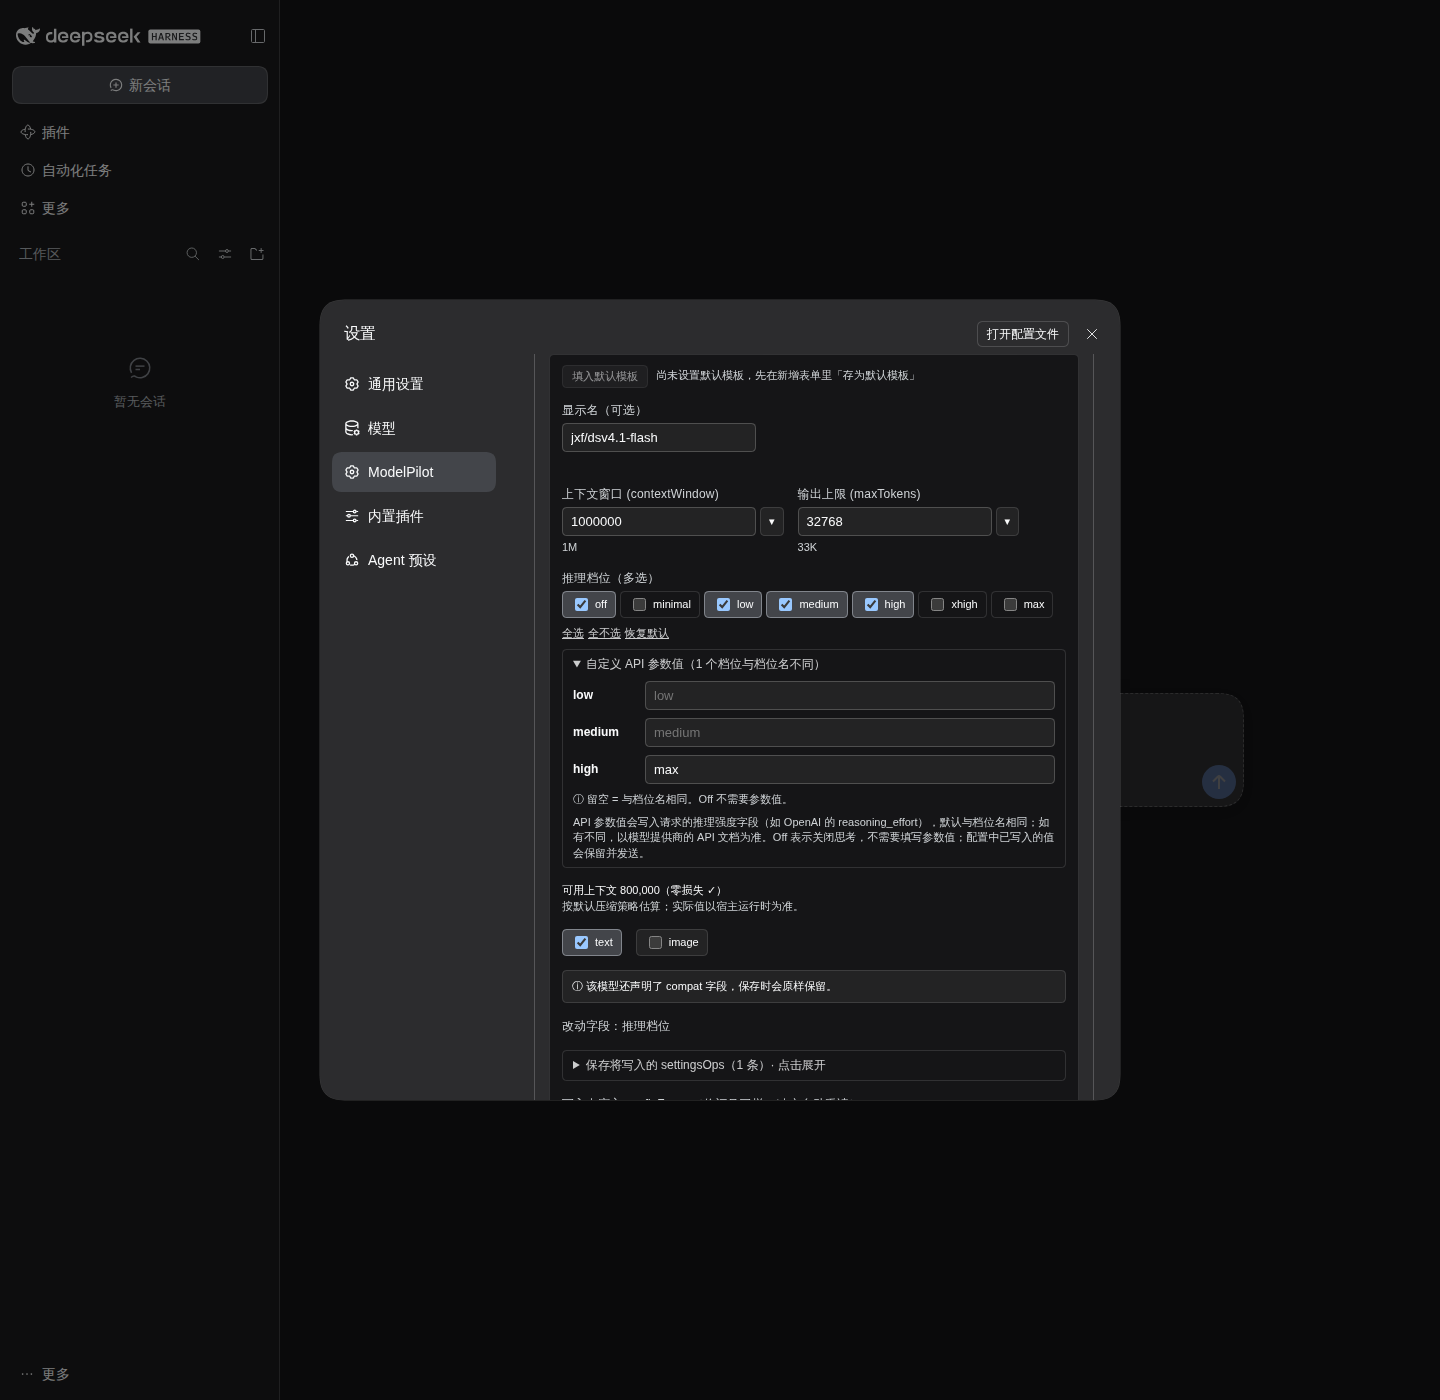 deepseek HARNESS
新会话
插件
自动化任务
更多
工作区
暂无会话
更多
设置
打开配置文件
通用设置
模型
ModelPilot
内置插件
Agent 预设
填入默认模板 尚未设置默认模板，先在新增表单里「存为默认模板」
显示名（可选）
jxf/dsv4.1-flash
上下文窗口 (contextWindow) 输出上限 (maxTokens)
1000000 ▼ 32768 ▼
1M 33K
推理档位（多选）
off minimal low medium high xhigh max
全选 全不选 恢复默认
▼ 自定义 API 参数值（1 个档位与档位名不同）
low low
medium medium
high max
ⓘ 留空 = 与档位名相同。Off 不需要参数值。
API 参数值会写入请求的推理强度字段（如 OpenAI 的 reasoning_effort），默认与档位名相同；如
有不同，以模型提供商的 API 文档为准。Off 表示关闭思考，不需要填写参数值；配置中已写入的值
会保留并发送。
可用上下文 800,000（零损失 ✓）
按默认压缩策略估算；实际值以宿主运行时为准。
text image
ⓘ 该模型还声明了 compat 字段，保存时会原样保留。
改动字段：推理档位
▶ 保存将写入的 settingsOps（1 条）· 点击展开